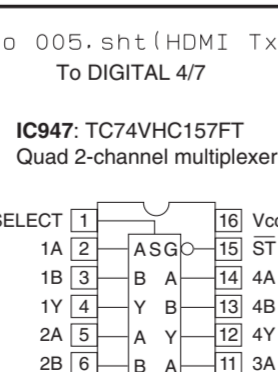 o 005.sht(HDMI Tx
To DIGITAL 4/7
IC947: TC74VHC157FT
Quad 2-channel multiplexer
SELECT 1 16 Vcc
1A 2 A S G 15 ST
1B 3 B A 14 4A
1Y 4 Y B 13 4B
2A 5 A Y 12 4Y
2B 6 B A 11 3A